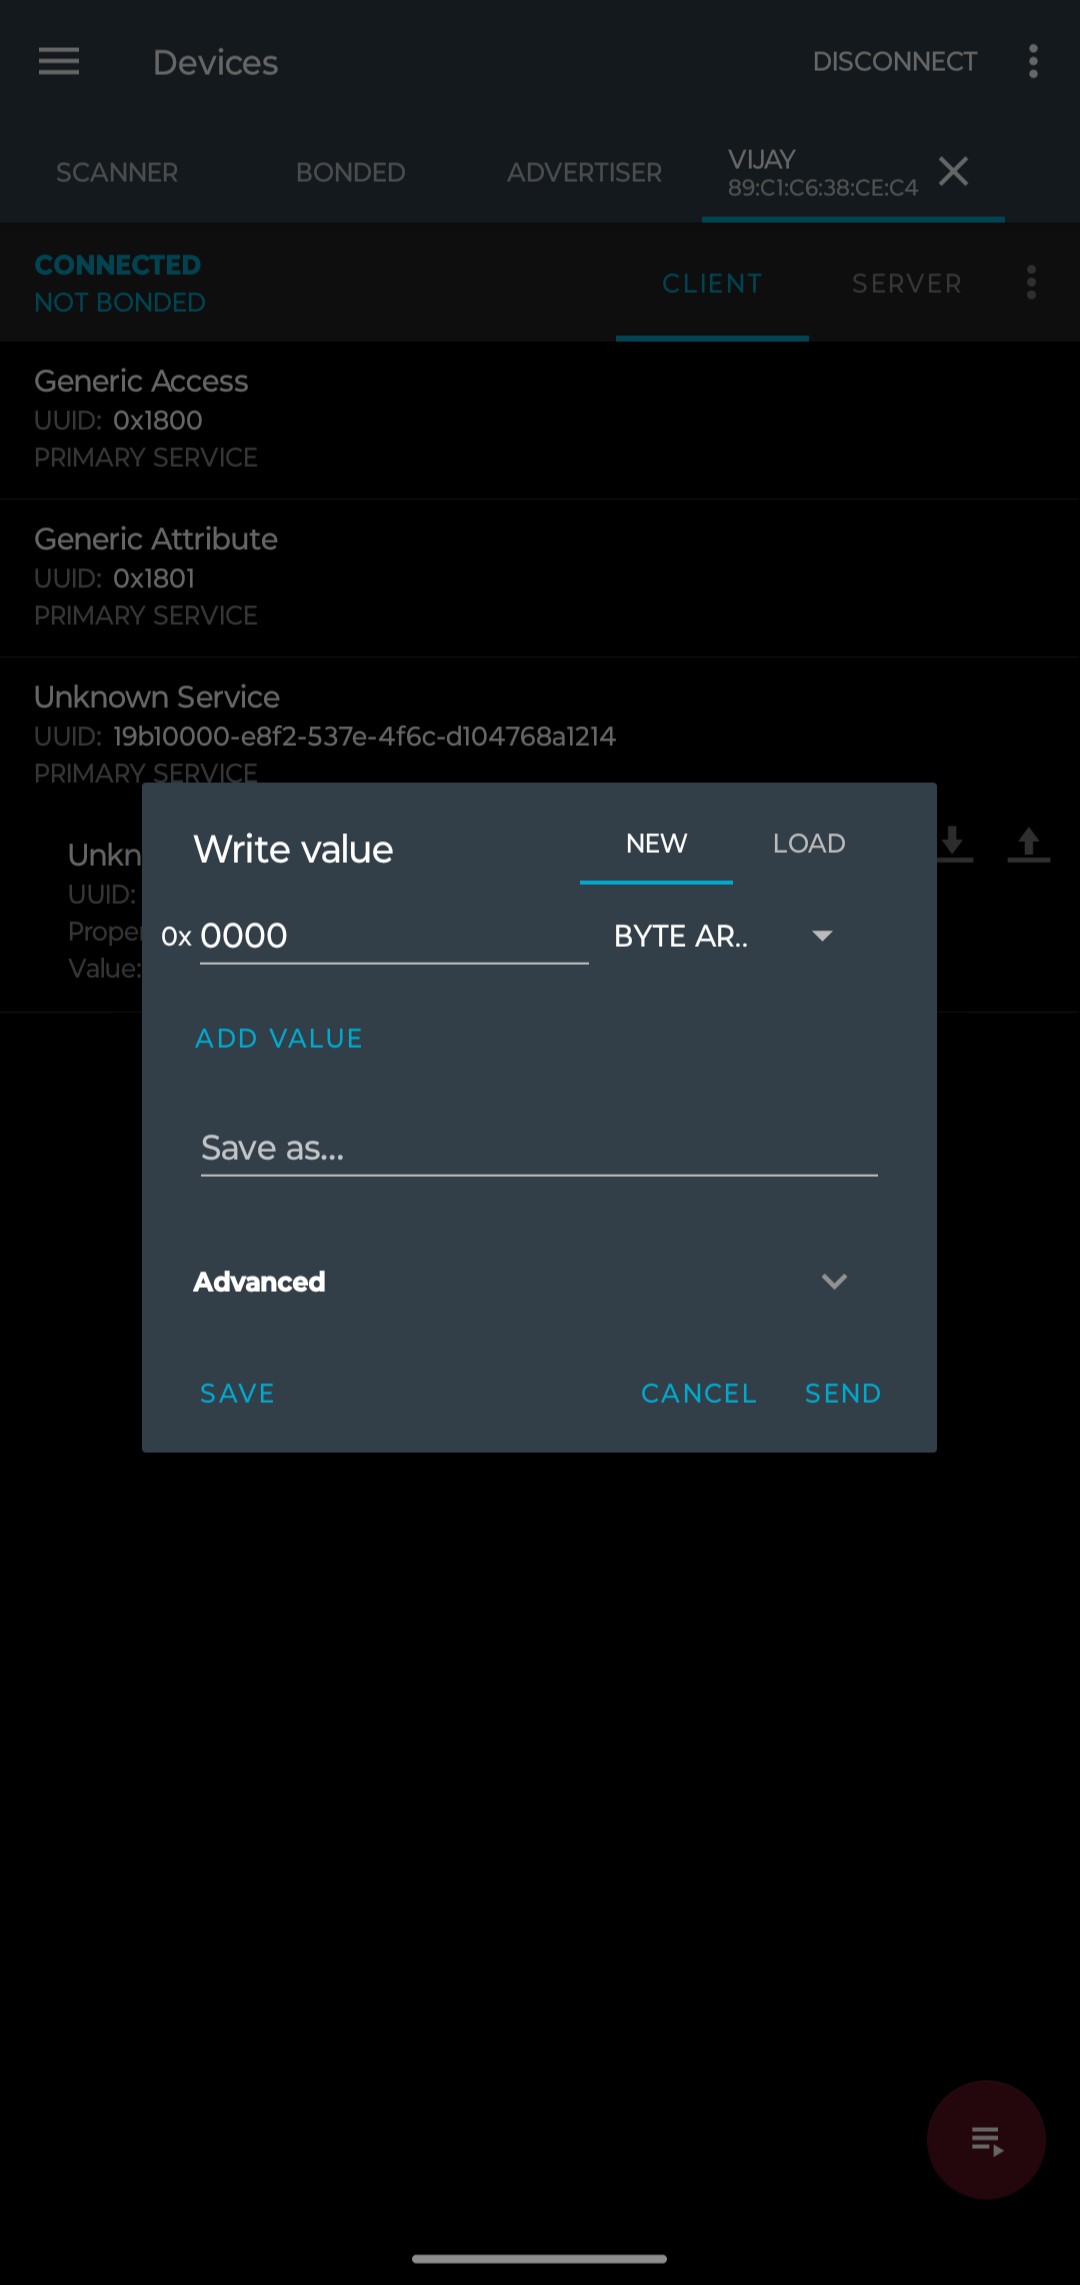 Devices
DISCONNECT
SCANNER
BONDED
ADVERTISER
VIJAY
89:C1:C6:38:CE:C4
CONNECTED
NOT BONDED
CLIENT
SERVER
Generic Access
UUID: 0x1800
PRIMARY SERVICE
Generic Attribute
UUID: 0x1801
PRIMARY SERVICE
Unknown Service
UUID: 19b10000-e8f2-537e-4f6c-d104768a1214
PRIMARY SERVICE
Unkn
UUID:
Proper
Value:
Write value
NEW
LOAD
0x 0000
BYTE AR..
ADD VALUE
Save as...
Advanced
SAVE
CANCEL
SEND